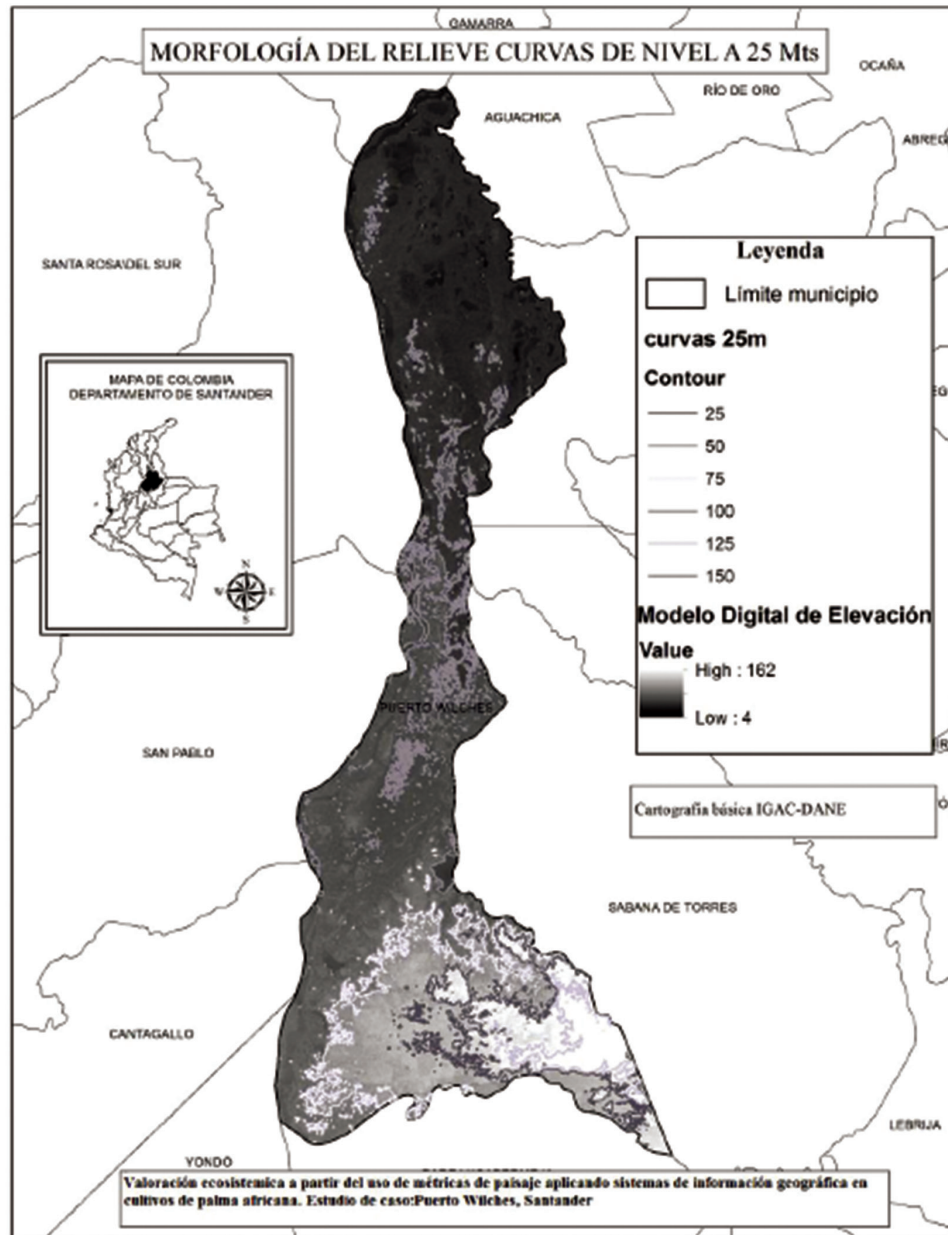 GAMARRA
MORFOLOGÍA DEL RELIEVE CURVAS DE NIVEL A 25 Mts
OCAÑA
RÍO DE ORO
AGUACHICA
ABREG
SANTA ROSA\DEL SUR
Leyenda
Límite municipio
curvas 25m
Contour
25
50
75
100
125
150
Modelo Digital de Elevación
Value
High : 162
Low : 4
MAPA DE COLOMBIA
DEPARTAMENTO DE SANTANDER
N
W
E
S
PUERTO WILCHES
SAN PABLO
Cartografía básica IGAC-DANE
SABANA DE TORRES
CANTAGALLO
LEBRIJA
YONDÓ
Valoración ecosistemica a partir del uso de métricas de paisaje aplicando sistemas de información geográfica en
cultivos de palma africana. Estudio de caso:Puerto Wilches, Santander